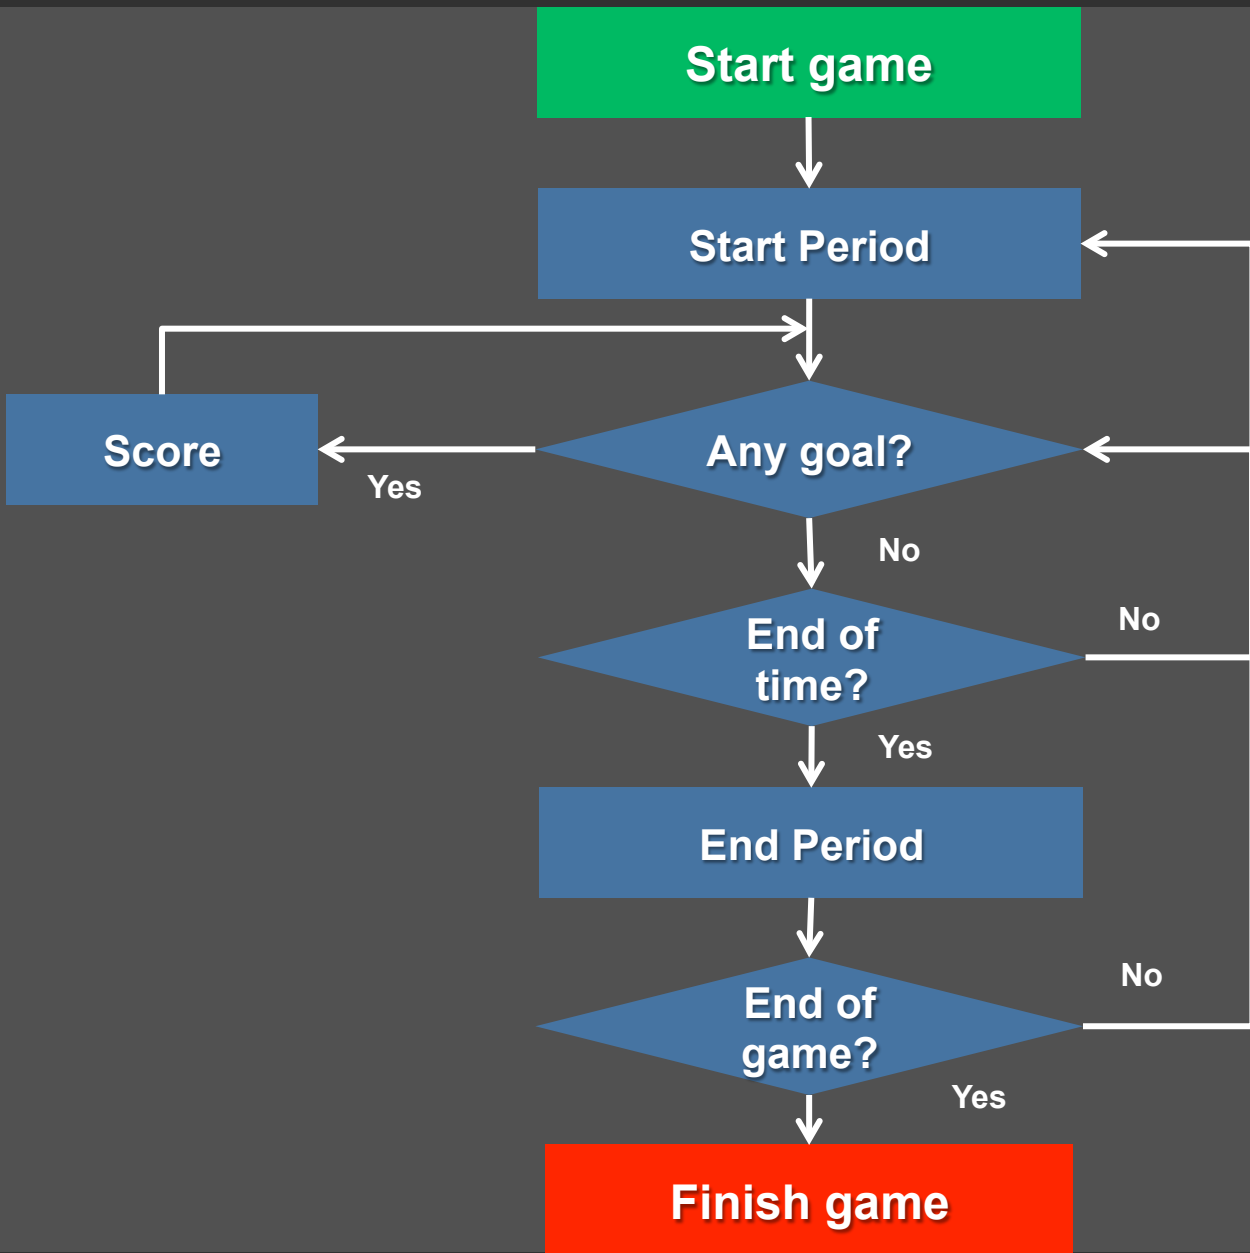 Start game
Start Period
Score
Any goal?
Yes
No
End of
time?
No
Yes
End Period
End of
game?
No
Yes
Finish game